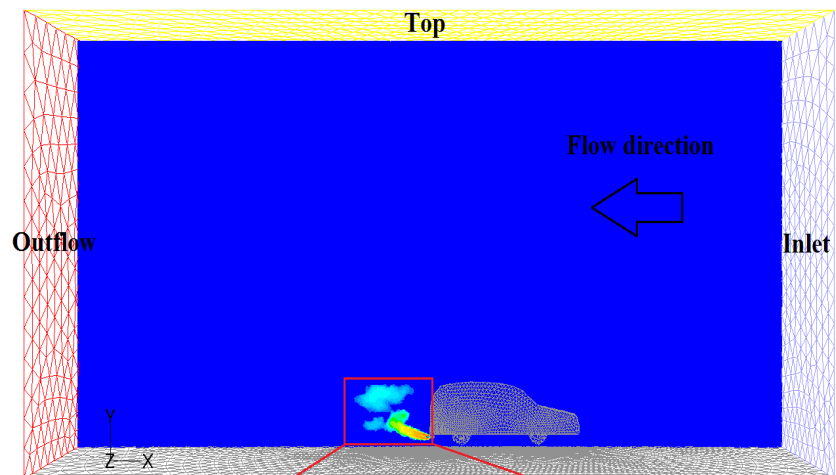 Top
Flow direction
Outflow
Inlet
Y
Z X